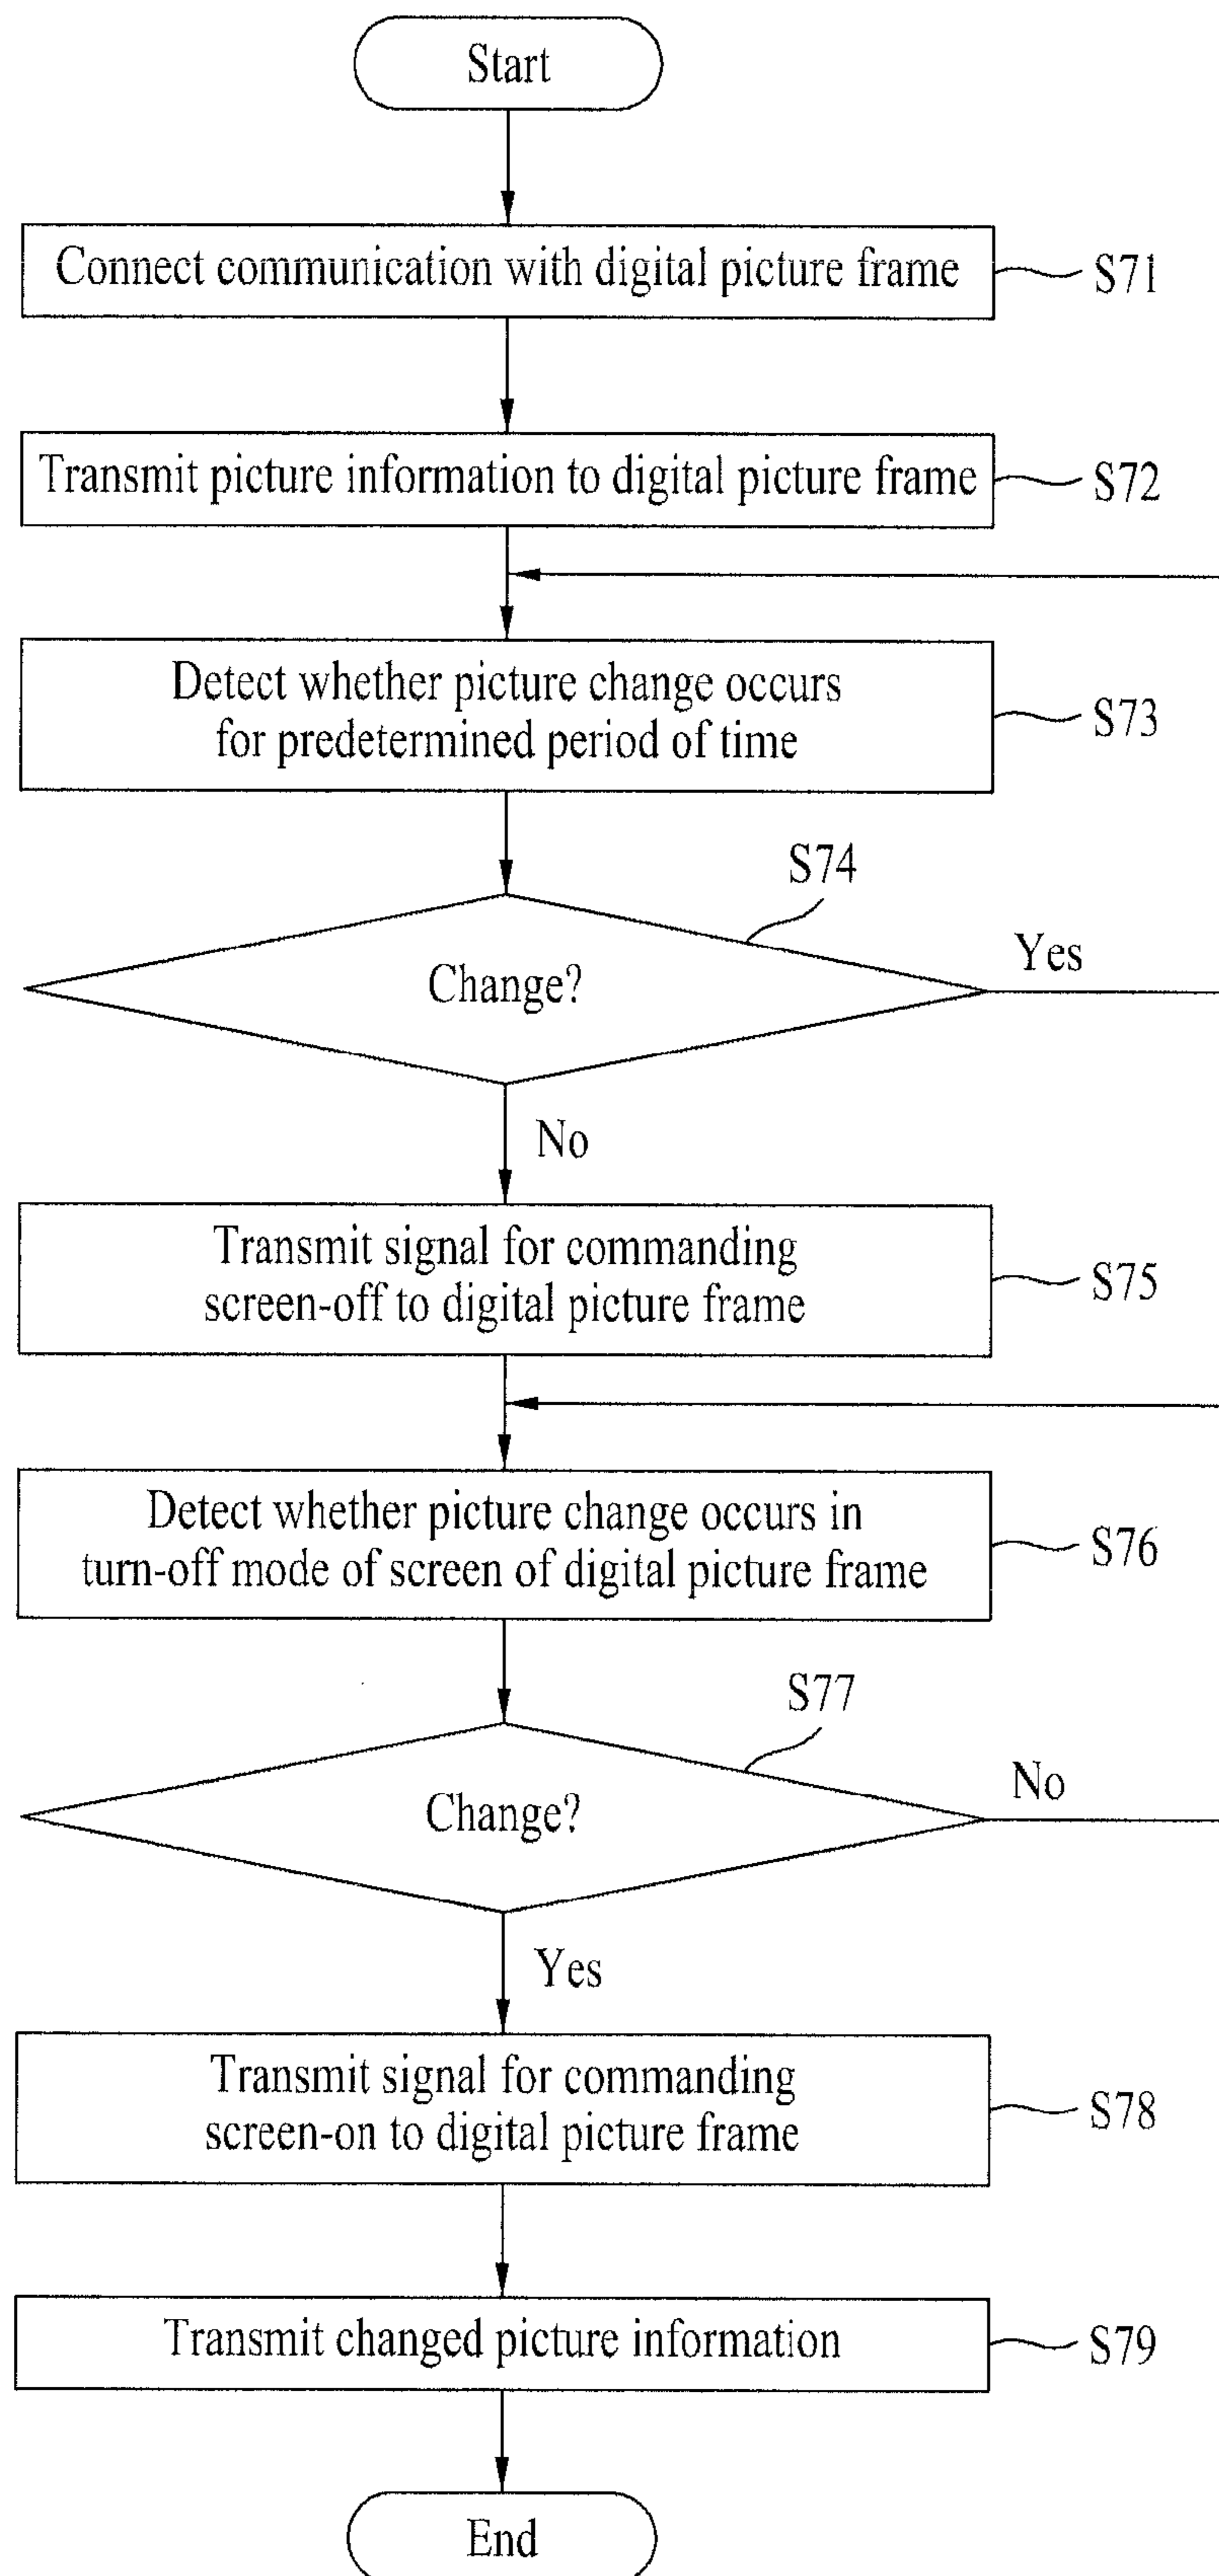 Start
Connect communication with digital picture frame
S71
Transmit picture information to digital picture frame
S72
Detect whether picture change occurs
for predetermined period of time
S73
S74
Change?
Yes
No
Transmit signal for commanding
screen-off to digital picture frame
S75
Detect whether picture change occurs in
turn-off mode of screen of digital picture frame
S76
S77
Change?
No
Yes
Transmit signal for commanding
screen-on to digital picture frame
S78
Transmit changed picture information
S79
End